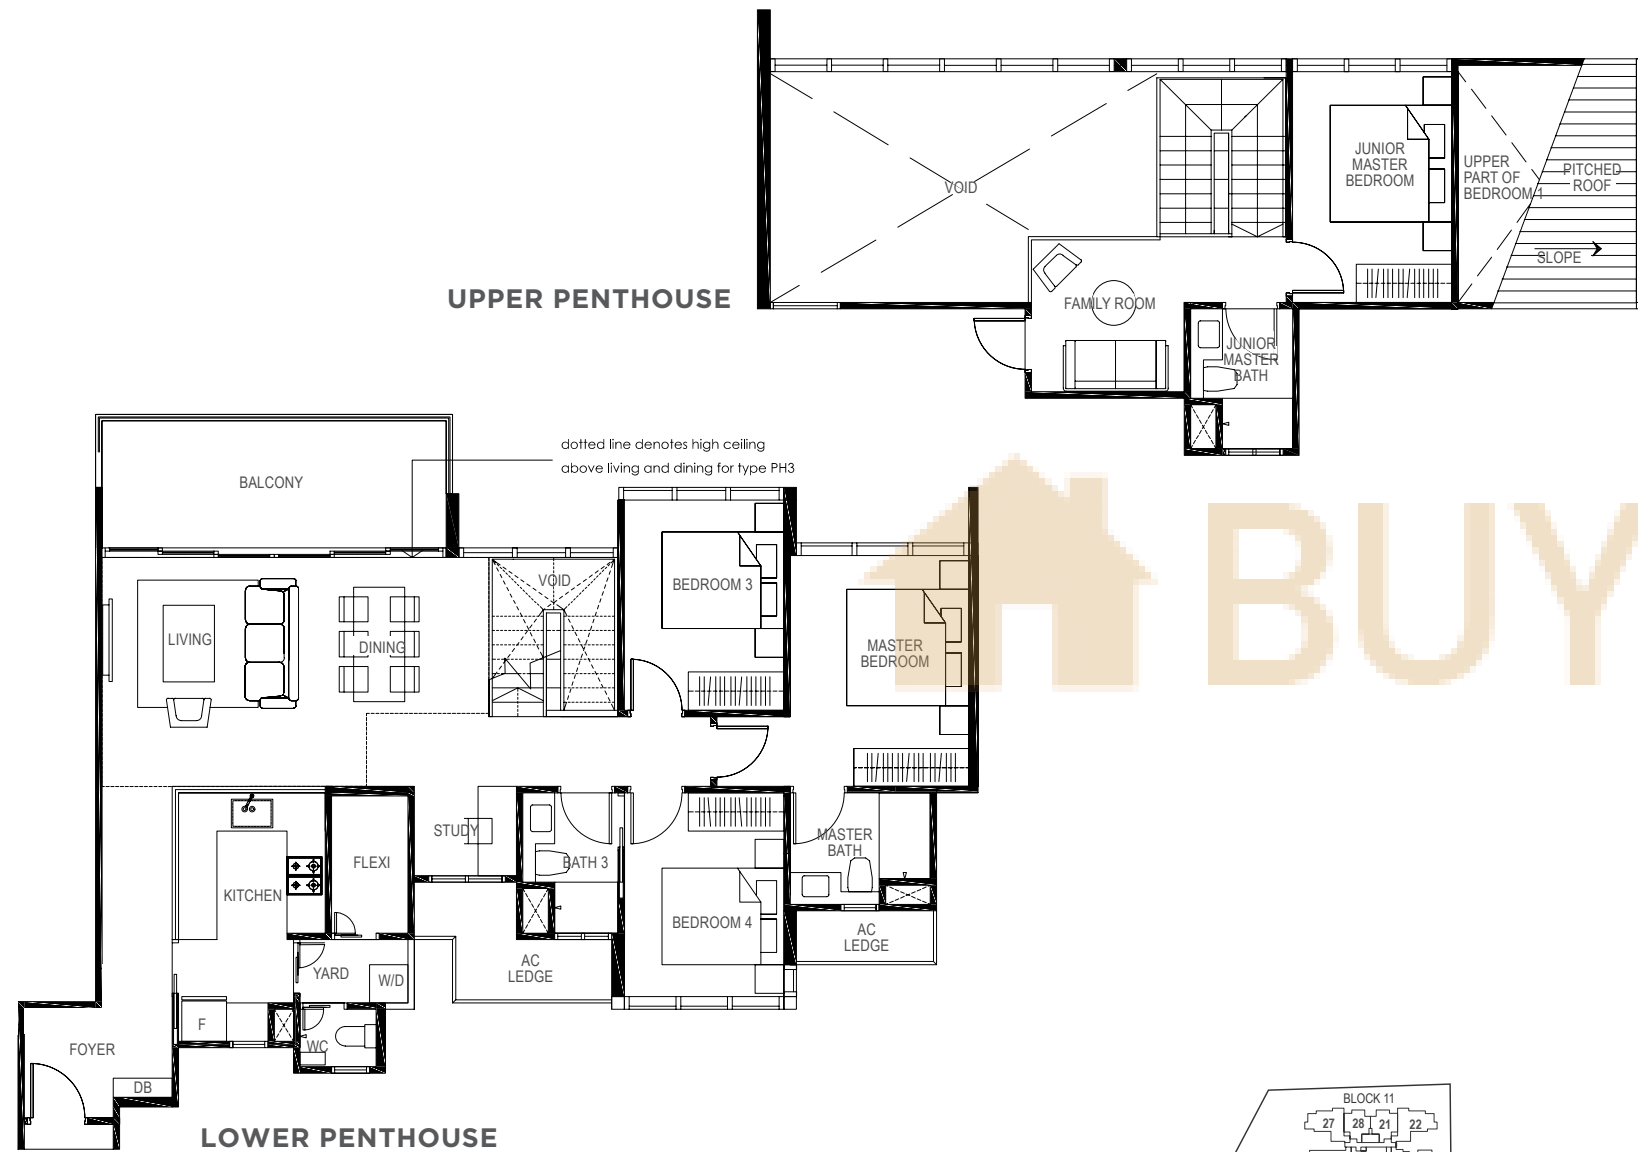 JUNIOR
MASTER
BEDROOM
UPPER
PART OF
BEDROOM 1
PITCHED
ROOF
SLOPE
VOID
UPPER PENTHOUSE
FAMILY ROOM
JUNIOR
MASTER
BATH
dotted line denotes high ceiling
above living and dining for type PH3
BALCONY
BUY
VOID
BEDROOM 3
LIVING
DINING
MASTER
BEDROOM
STUDY
FLEXI
BATH 3
MASTER
BATH
KITCHEN
BEDROOM 4
AC
LEDGE
AC
LEDGE
YARD
W/D
F
WC
FOYER
DB
LOWER PENTHOUSE
BLOCK 11
27 28 21 22